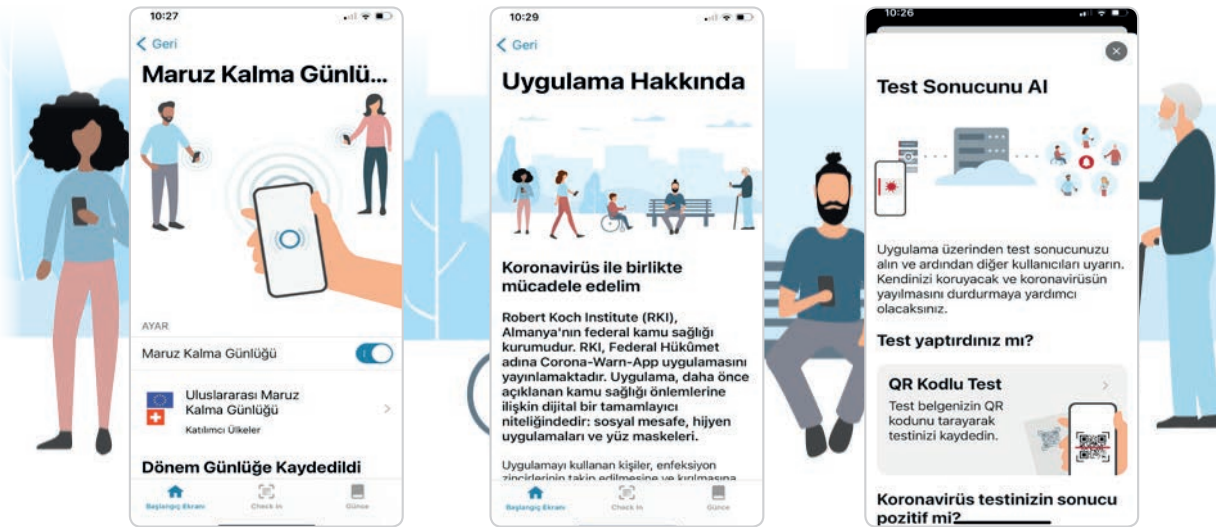 10:27
Geri
Maruz Kalma Günlü...
AYAR
Maruz Kalma Günlüğü
Uluslararası Maruz
Kalma Günlüğü
Katılımcı Ülkeler
Dönem Günlüğe Kaydedildi
Başlangıç Ekranı
Check In
Günce
10:29
Geri
Uygulama Hakkında
Koronavirüs ile birlikte
mücadele edelim
Robert Koch Institute (RKI),
Almanya'nın federal kamu sağlığı
kurumudur. RKI, Federal Hükûmet
adına Corona-Warn-App uygulamasını
yayınlamaktadır. Uygulama, daha önce
açıklanan kamu sağlığı önlemlerine
ilişkin dijital bir tamamlayıcı
niteliğindedir: sosyal mesafe, hijyen
uygulamaları ve yüz maskeleri.
Uygulamayı kullanan kişiler, enfeksiyon
zincirlerinin takip edilmesine ve kırılmasına
Başlangıç Ekranı
Check In
Günce
10:26
Test Sonucunu Al
Uygulama üzerinden test sonucunuzu
alın ve ardından diğer kullanıcıları uyarın.
Kendinizi koruyacak ve koronavirüsün
yayılmasını durdurmaya yardımcı
olacaksınız.
Test yaptırdınız mı?
QR Kodlu Test
Test belgenizin QR
kodunu tarayarak
testinizi kaydedin.
Koronavirüs testinizin sonucu
pozitif mi?